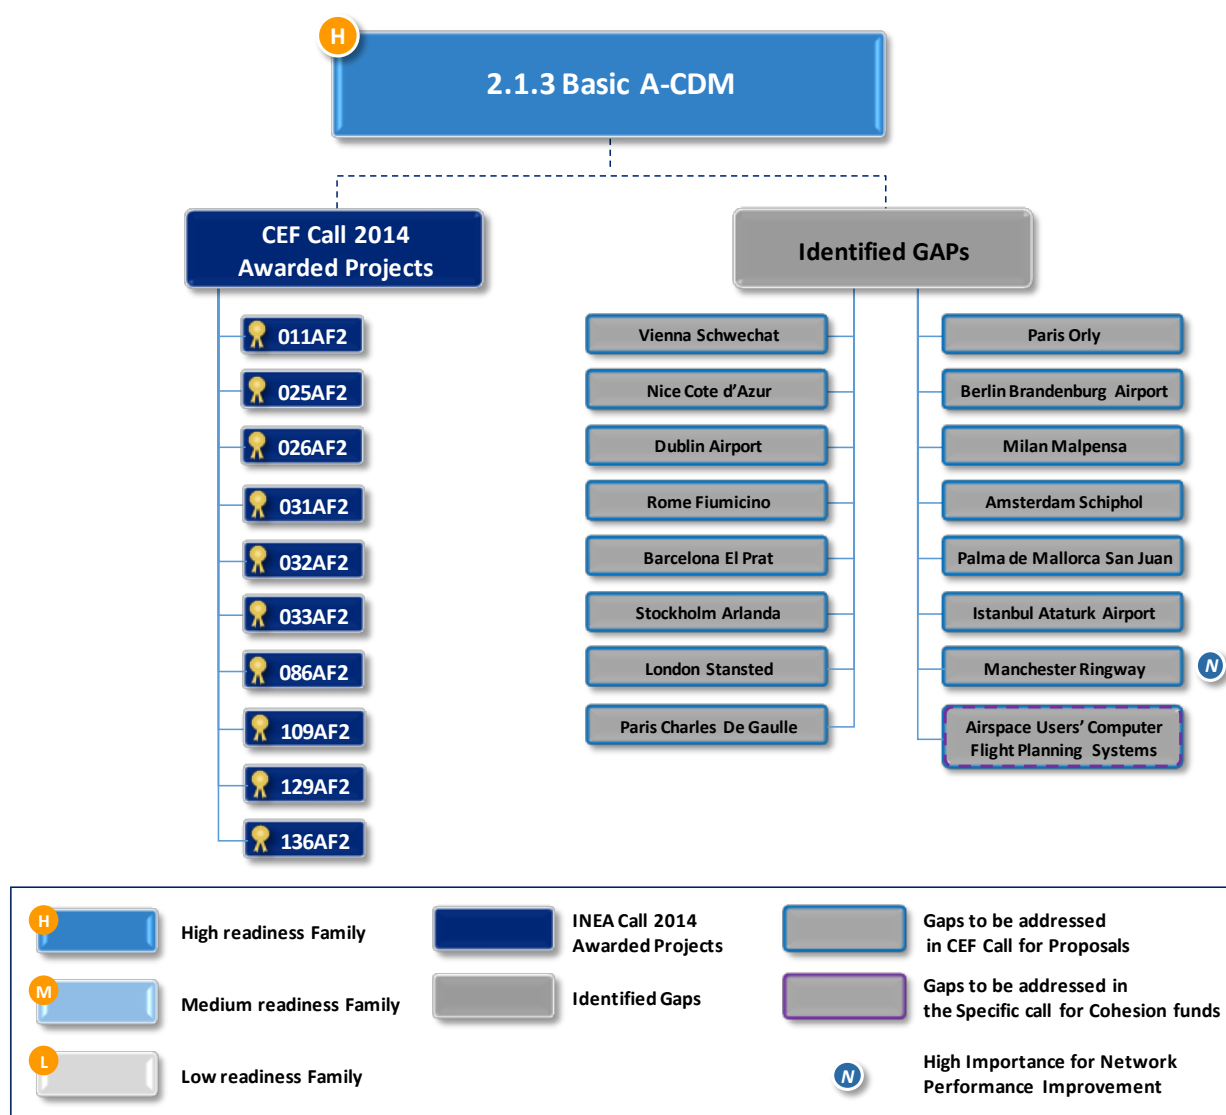 H
2.1.3 Basic A-CDM
CEF Call 2014
Awarded Projects
011AF2
025AF2
026AF2
031AF2
032AF2
033AF2
086AF2
109AF2
129AF2
136AF2
Identified GAPs
Vienna Schwechat
Nice Cote d’Azur
Dublin Airport
Rome Fiumicino
Barcelona El Prat
Stockholm Arlanda
London Stansted
Paris Charles De Gaulle
Paris Orly
Berlin Brandenburg Airport
Milan Malpensa
Amsterdam Schiphol
Palma de Mallorca San Juan
Istanbul Ataturk Airport
Manchester Ringway
N
Airspace Users’ Computer
Flight Planning Systems
H
High readiness Family
M
Medium readiness Family
L
Low readiness Family
INEA Call 2014
Awarded Projects
Identified Gaps
Gaps to be addressed
in CEF Call for Proposals
Gaps to be addressed in
the Specific call for Cohesion funds
N
High Importance for Network
Performance Improvement